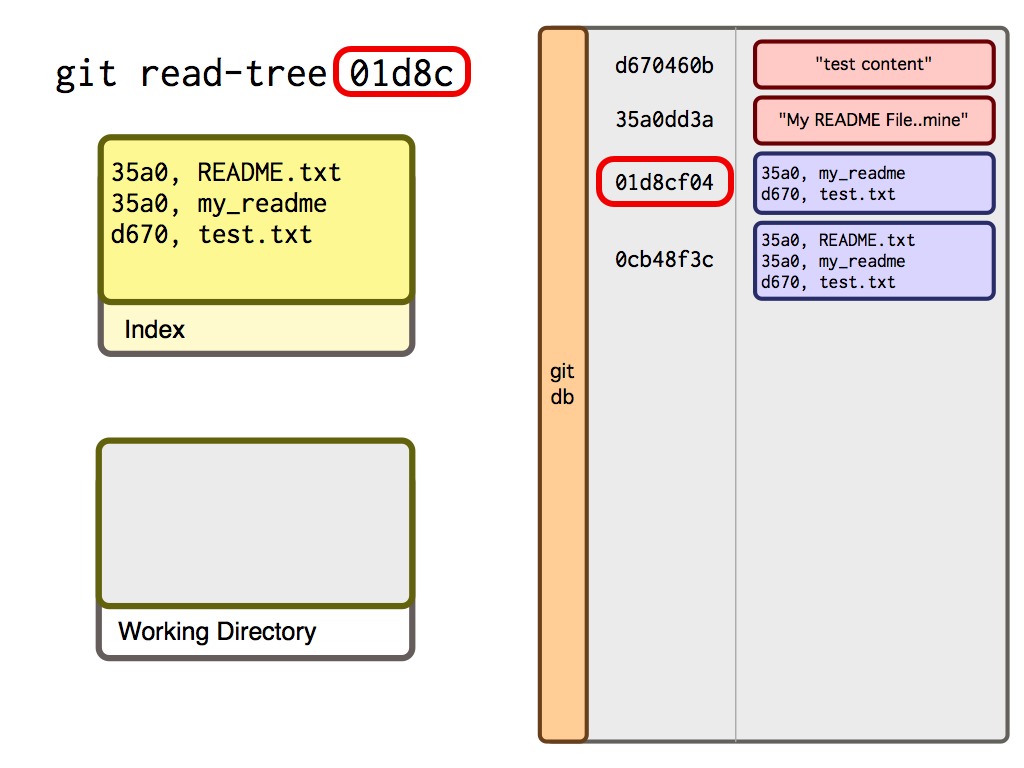 git read-tree 01d8c
35a0, README.txt
35a0, my_readme
d670, test.txt
Index
Working Directory
git
db
d670460b
"test content"
35a0dd3a
"My README File..mine"
01d8cf04
35a0, my_readme
d670, test.txt
0cb48f3c
35a0, README.txt
35a0, my_readme
d670, test.txt